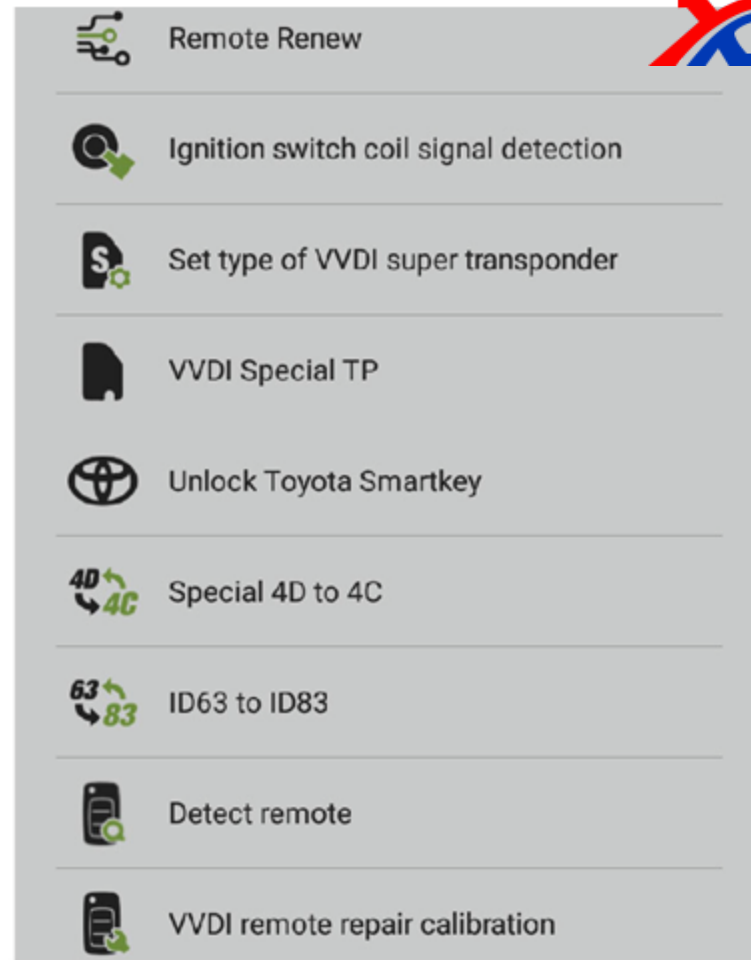 Remote Renew
Ignition switch coil signal detection
S
Set type of VVDI super transponder
VVDI Special TP
Unlock Toyota Smartkey
4D
4C
Special 4D to 4C
63
83
ID63 to ID83
Detect remote
VVDI remote repair calibration